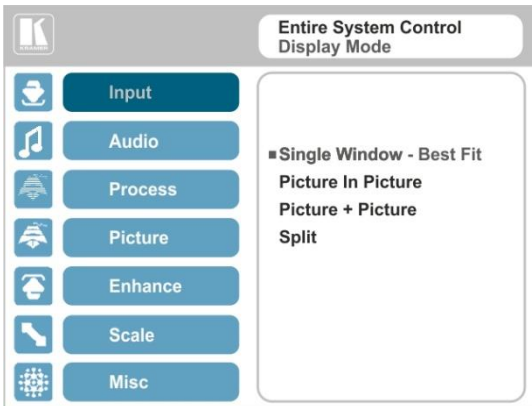 KRAMER
Entire System Control
Display Mode
Input
Audio
Process
Picture
Enhance
Scale
Misc
Single Window - Best Fit
Picture In Picture
Picture + Picture
Split